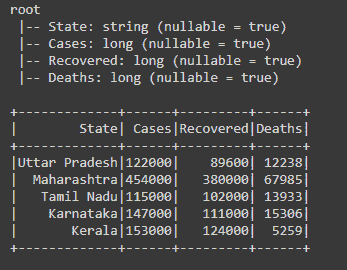 root
 |-- State: string (nullable = true)
 |-- Cases: long (nullable = true)
 |-- Recovered: long (nullable = true)
 |-- Deaths: long (nullable = true)

+-------------+------+---------+------+
|        State| Cases|Recovered|Deaths|
+-------------+------+---------+------+
|Uttar Pradesh|122000|    89600| 12238|
|  Maharashtra|454000|   380000| 67985|
|   Tamil Nadu|115000|   102000| 13933|
|    Karnataka|147000|   111000| 15306|
|       Kerala|153000|   124000|  5259|
+-------------+------+---------+------+